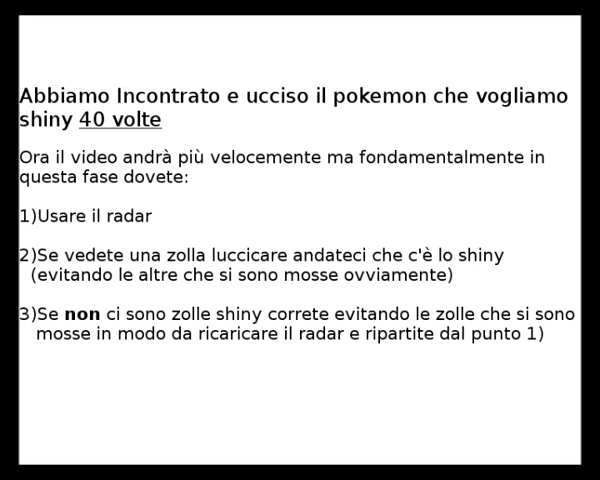 Abbiamo Incontrato e ucciso il pokemon che vogliamo
shiny 40 volte
Ora il video andrà più velocemente ma fondamentalmente in
questa fase dovete:
1)Usare il radar
2)Se vedete una zolla luccicare andateci che c'è lo shiny
(evitando le altre che si sono mosse ovviamente)
3)Se non ci sono zolle shiny correte evitando le zolle che si sono
mosse in modo da ricaricare il radar e ripartite dal punto 1)